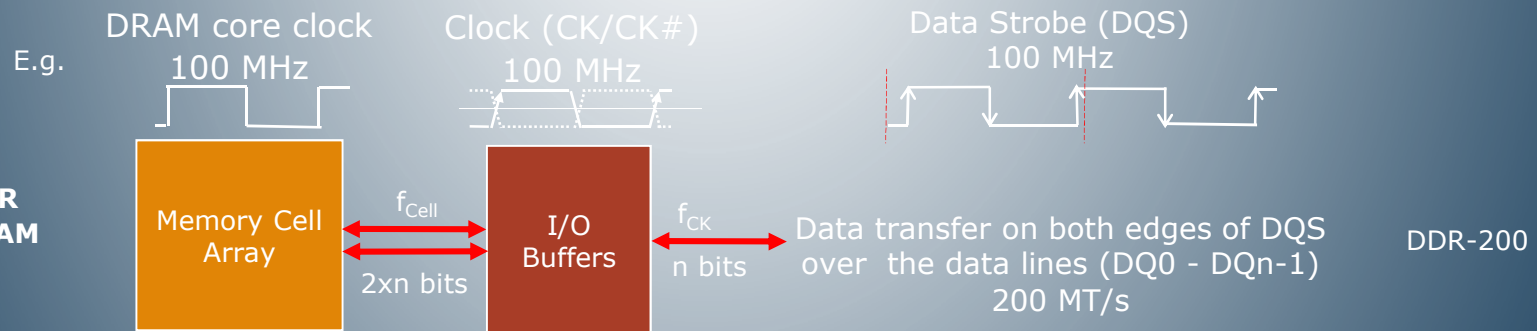 E.g.
DRAM core clock
100 MHz
Clock (CK/CK#)
100 MHz
Data Strobe (DQS)
100 MHz
R
AM
Memory Cell
Array
fCell
2xn bits
I/O
Buffers
fCK
n bits
Data transfer on both edges of DQS
over the data lines (DQ0 - DQn-1)
200 MT/s
DDR-200